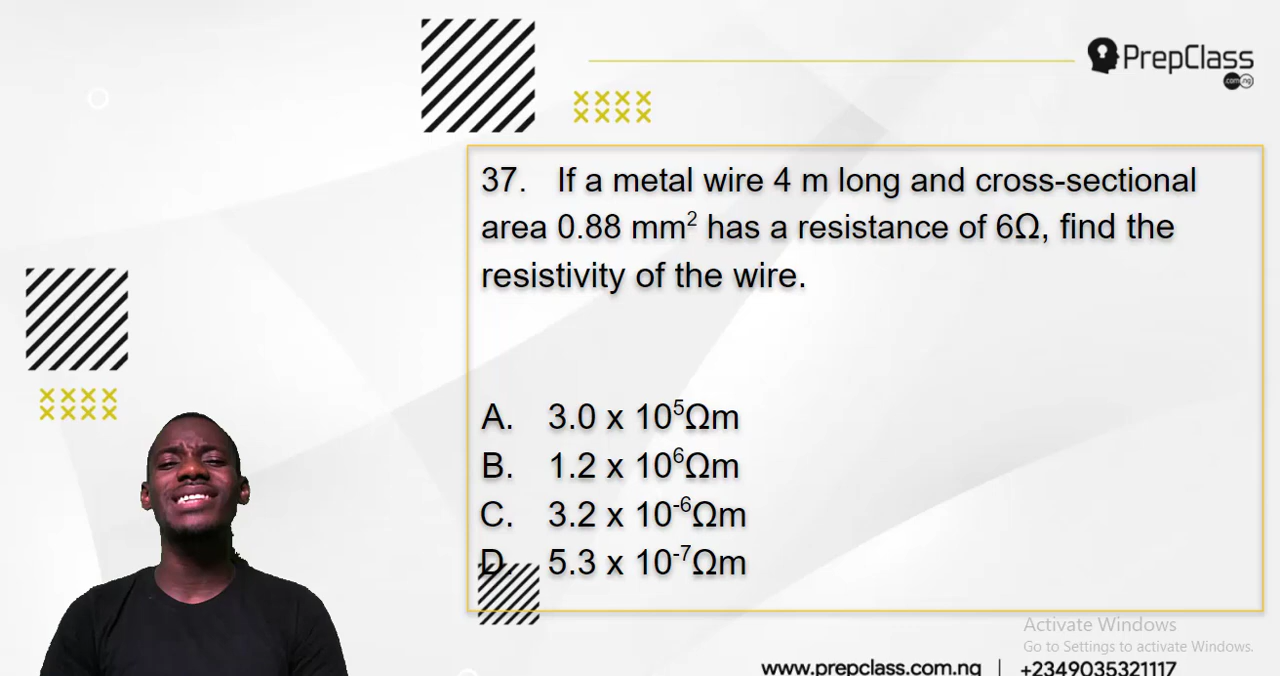 PrepClass
.com.ng
37. If a metal wire 4 m long and cross-sectional
area 0.88 mm² has a resistance of 6Ω, find the
resistivity of the wire.
A. 3.0 x 10⁵Ωm
B. 1.2 x 10⁶Ωm
C. 3.2 x 10⁻⁶Ωm
D. 5.3 x 10⁻⁷Ωm
Activate Windows
Go to Settings to activate Windows.
www.prepclass.com.ng | +2349035321117